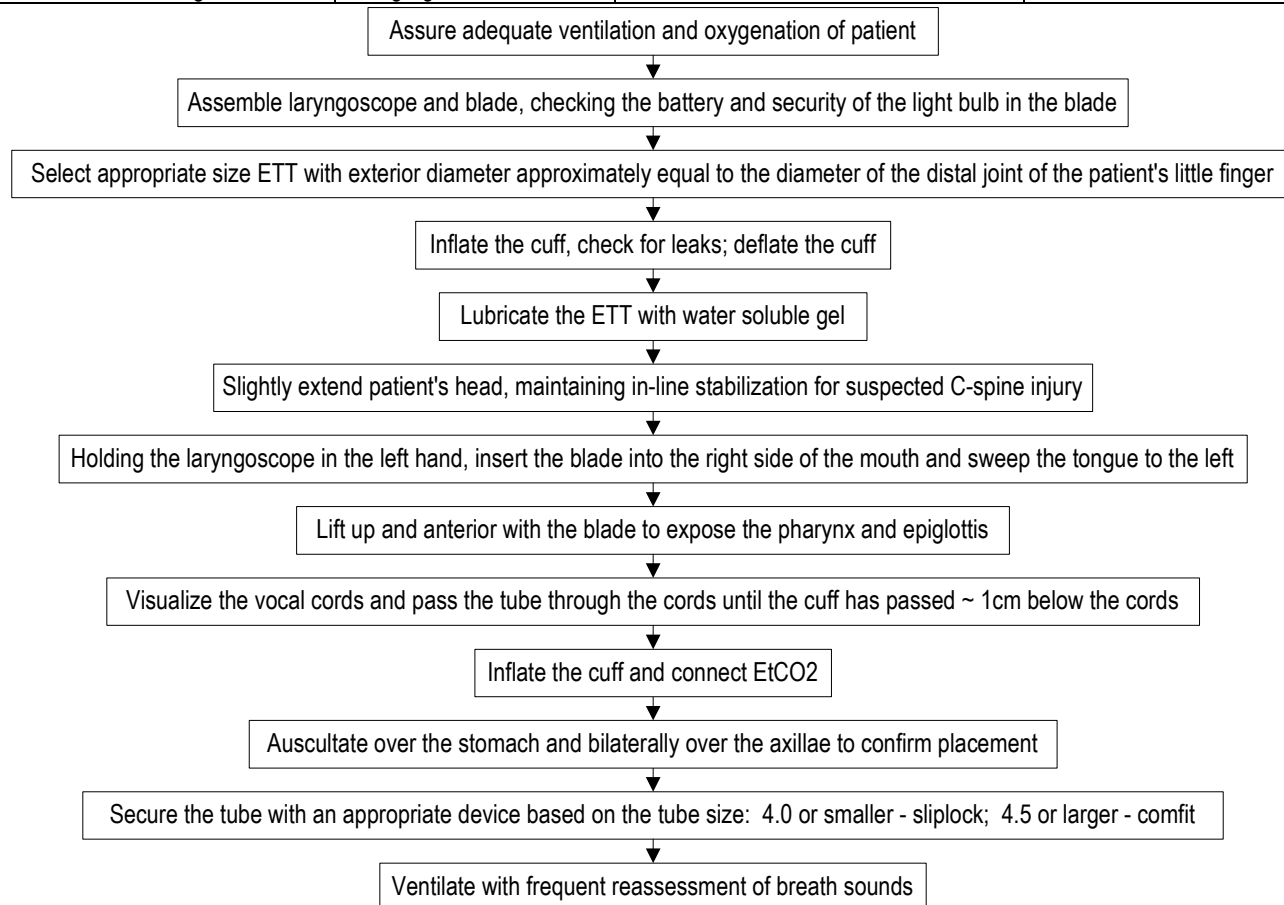 Assure adequate ventilation and oxygenation of patient
Assemble laryngoscope and blade, checking the battery and security of the light bulb in the blade
Select appropriate size ETT with exterior diameter approximately equal to the diameter of the distal joint of the patient's little finger
Inflate the cuff, check for leaks; deflate the cuff
Lubricate the ETT with water soluble gel
Slightly extend patient's head, maintaining in-line stabilization for suspected C-spine injury
Holding the laryngoscope in the left hand, insert the blade into the right side of the mouth and sweep the tongue to the left
Lift up and anterior with the blade to expose the pharynx and epiglottis
Visualize the vocal cords and pass the tube through the cords until the cuff has passed ~ 1cm below the cords
Inflate the cuff and connect EtCO2
Auscultate over the stomach and bilaterally over the axillae to confirm placement
Secure the tube with an appropriate device based on the tube size:  4.0 or smaller - sliplock;  4.5 or larger - comfit
Ventilate with frequent reassessment of breath sounds